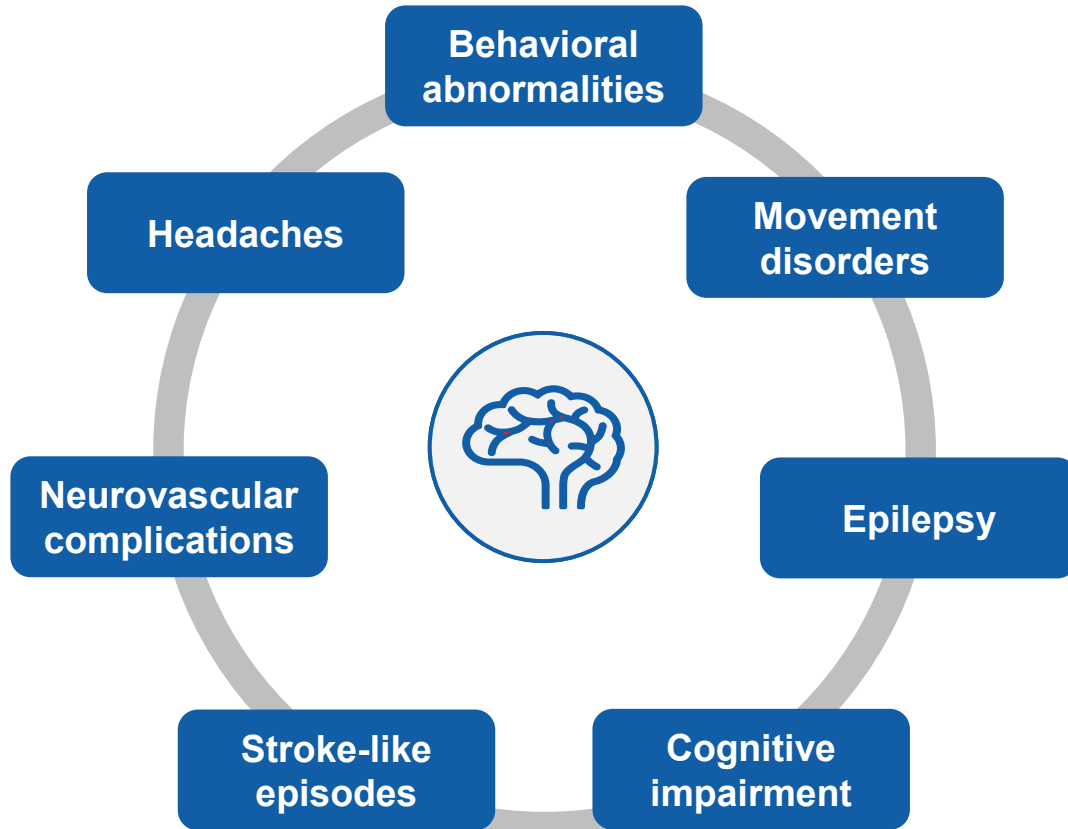 Behavioral
abnormalities
Movement
disorders
Epilepsy
Cognitive
impairment
Stroke-like
episodes
Neurovascular
complications
Headaches